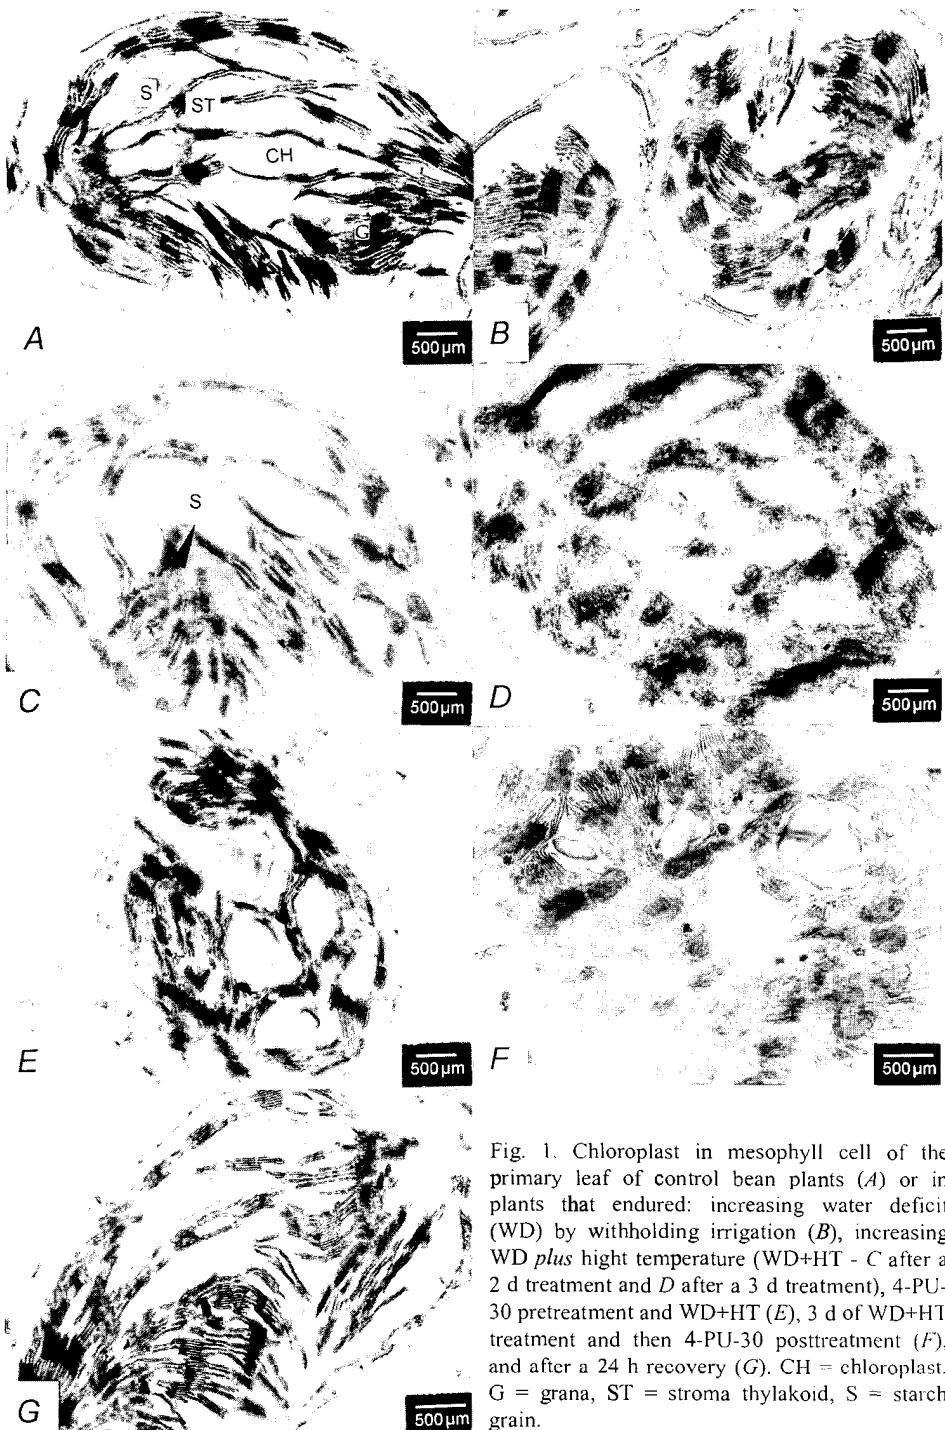 S
ST
CH
G
A
500µm
B
500µm
S
C
500µm
D
500µm
E
500µm
F
500µm
G
500µm
Fig. 1. Chloroplast in mesophyll cell of the
primary leaf of control bean plants (A) or in
plants that endured: increasing water deficit
(WD) by withholding irrigation (B), increasing
WD plus hight temperature (WD+HT - C after a
2 d treatment and D after a 3 d treatment), 4-PU-
30 pretreatment and WD+HT (E), 3 d of WD+HT
treatment and then 4-PU-30 posttreatment (F),
and after a 24 h recovery (G). CH = chloroplast,
G = grana, ST = stroma thylakoid, S = starch
grain.